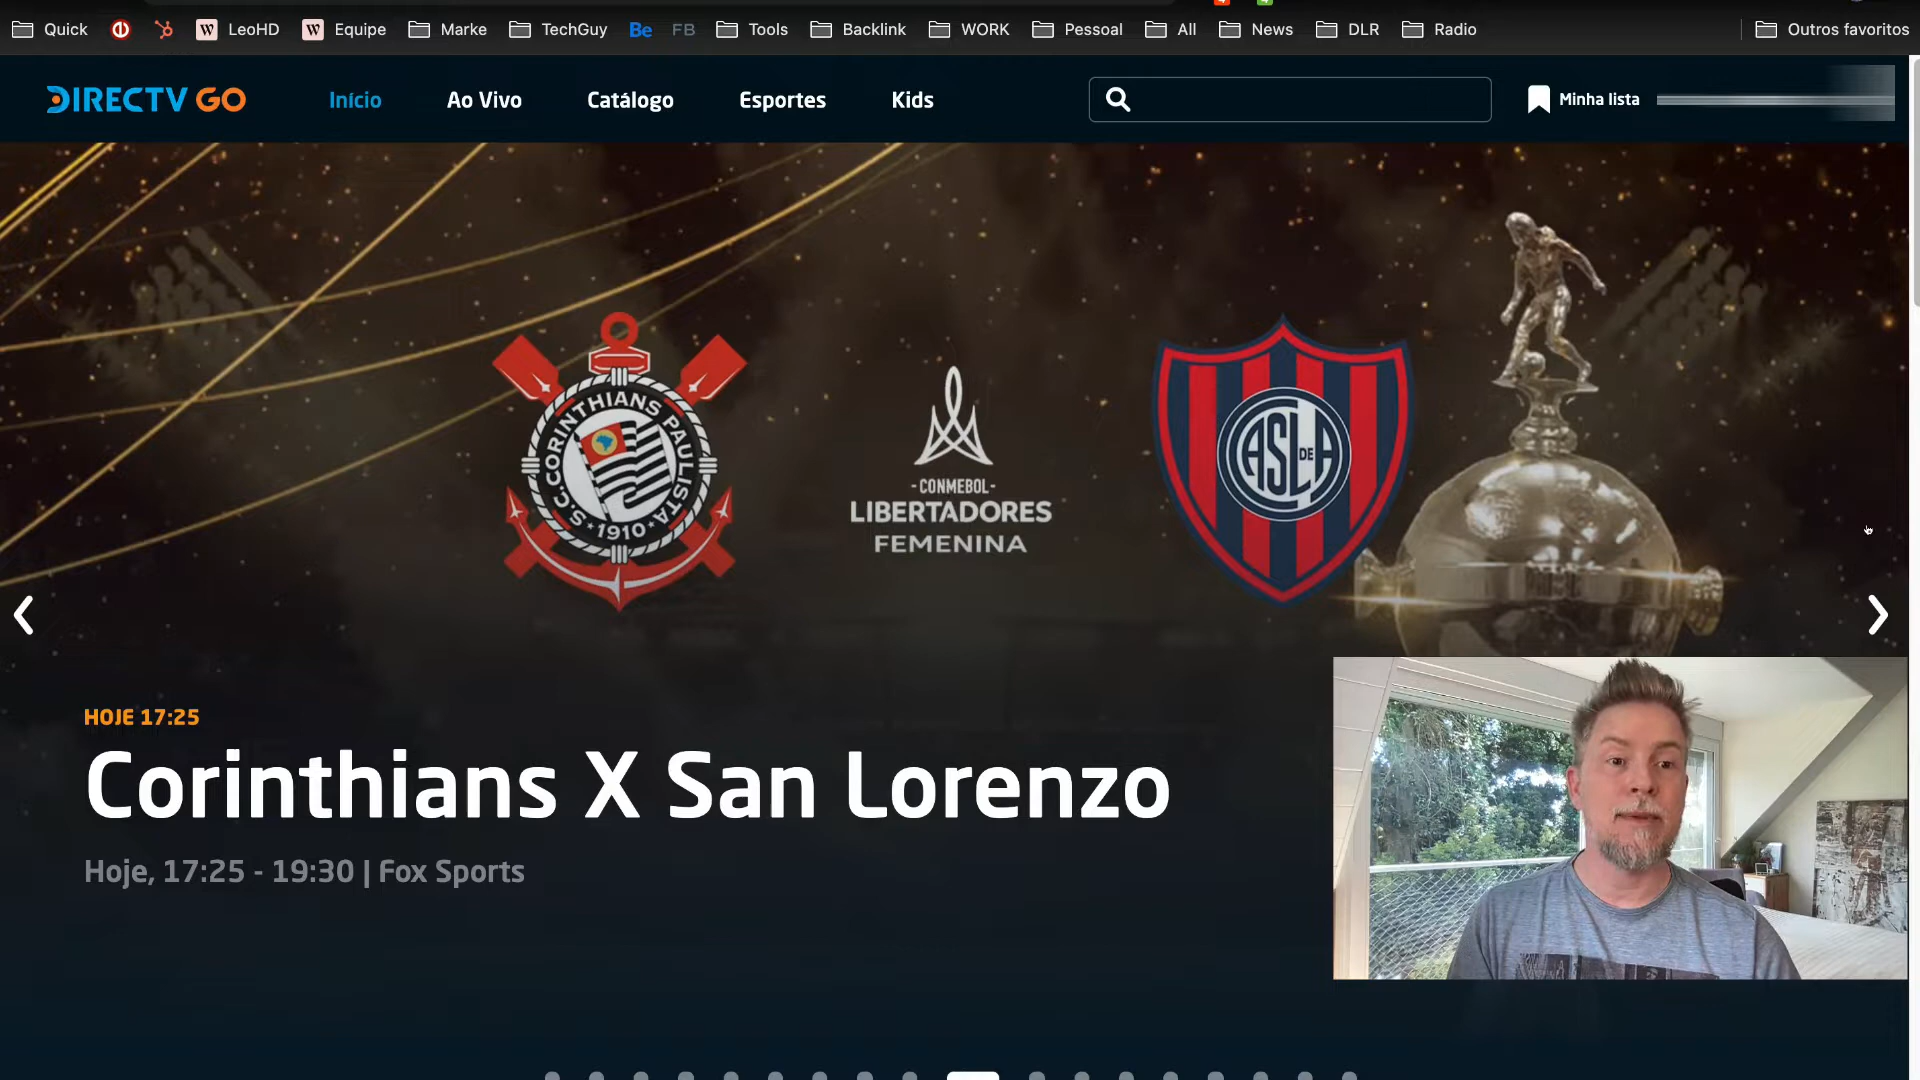 Quick LeoHD Equipe Marke TechGuy Be FB Tools Backlink WORK Pessoal All News DLR Radio Outros favoritos
DIRECTV GO Início Ao Vivo Catálogo Esportes Kids Minha lista
S.C. CORINTHIANS PAULISTA
1910
-CONMEBOL-
LIBERTADORES
FEMENINA
CASLA DE
HOJE 17:25
Corinthians X San Lorenzo
Hoje, 17:25 - 19:30 | Fox Sports